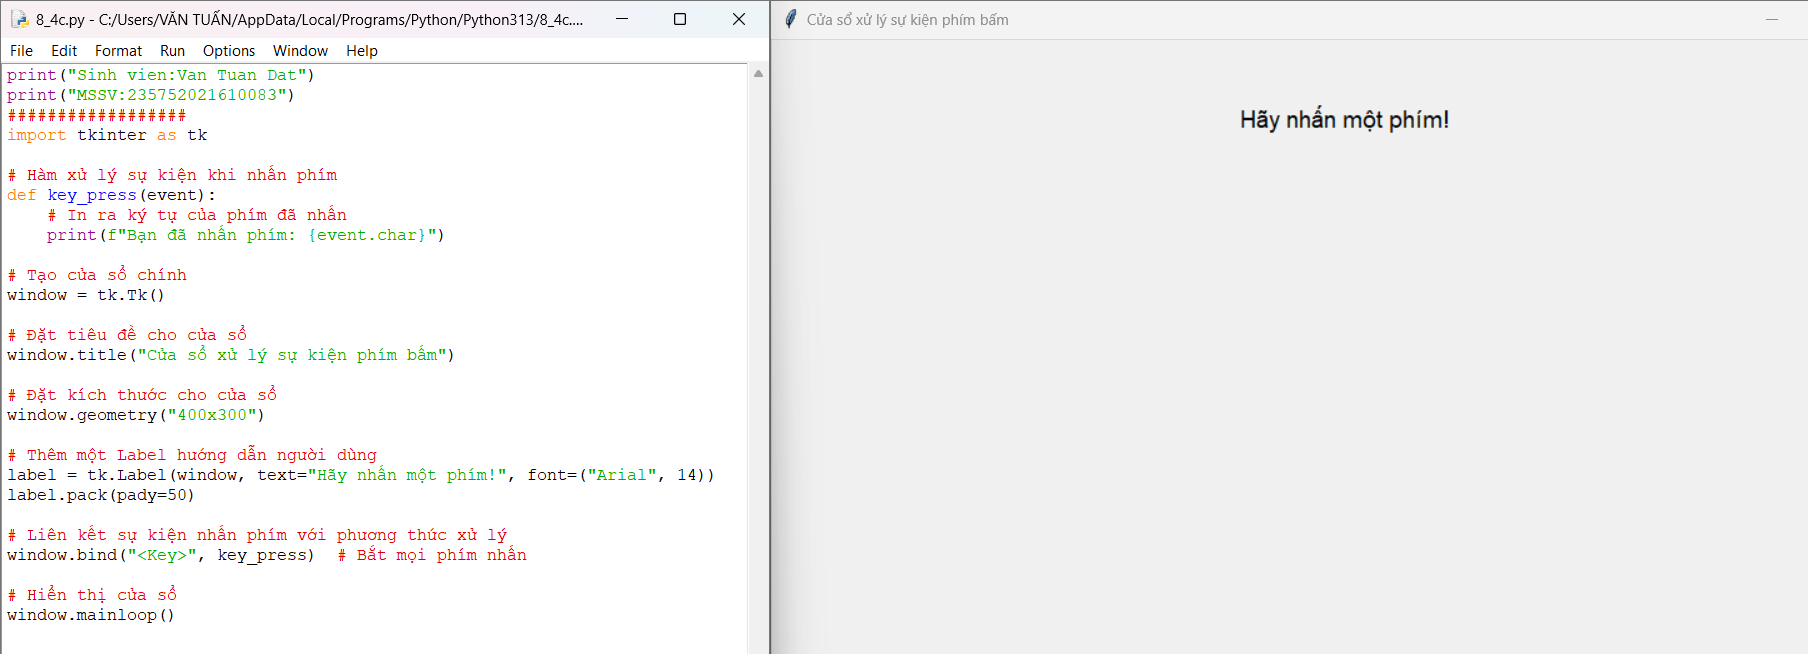 8_4c.py - C:/Users/VĂN TUẤN/AppData/Local/Programs/Python/Python313/8_4c....
File Edit Format Run Options Window Help
print("Sinh vien:Van Tuan Dat")
print("MSSV:235752021610083")
##################
import tkinter as tk
# Hàm xử lý sự kiện khi nhấn phím
def key_press(event):
    # In ra ký tự của phím đã nhấn
    print(f"Bạn đã nhấn phím: {event.char}")
# Tạo cửa sổ chính
window = tk.Tk()
# Đặt tiêu đề cho cửa sổ
window.title("Cửa sổ xử lý sự kiện phím bấm")
# Đặt kích thước cho cửa sổ
window.geometry("400x300")
# Thêm một Label hướng dẫn người dùng
label = tk.Label(window, text="Hãy nhấn một phím!", font=("Arial", 14))
label.pack(pady=50)
# Liên kết sự kiện nhấn phím với phương thức xử lý
window.bind("<Key>", key_press)  # Bắt mọi phím nhấn
# Hiển thị cửa sổ
window.mainloop()
Cửa sổ xử lý sự kiện phím bấm
Hãy nhấn một phím!